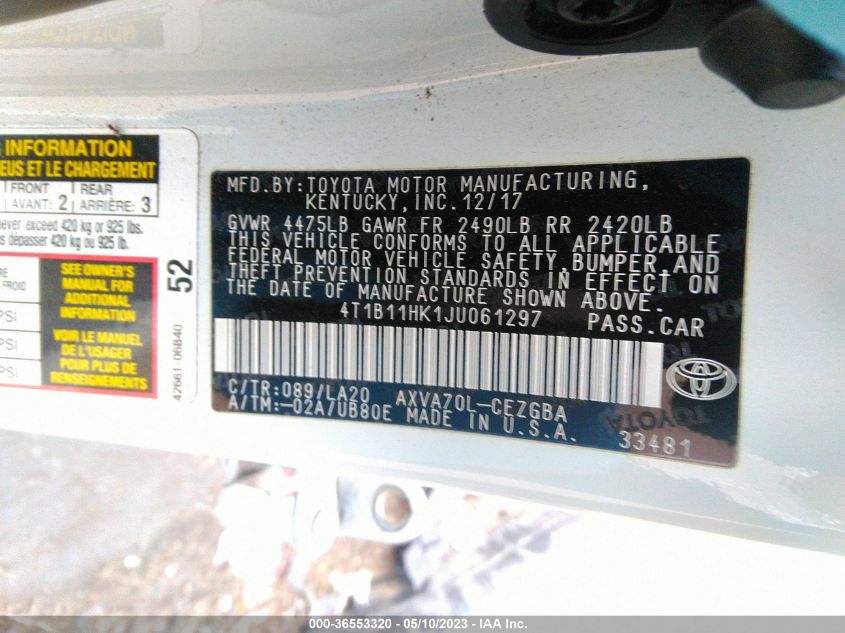 INFORMATION
EUS ET LE CHARGEMENT
FRONT REAR
AVANT: 2 ARRIÈRE: 3
never exceed 420 kg or 925 lbs.
dépasser 420 kg ou 925 lb.
FROID
PSI
PSI
PSI
SEE OWNER'S
MANUAL FOR
ADDITIONAL
INFORMATION
VOIR LE MANUEL
DE L'USAGER
POUR PLUS DE
RENSEIGNEMENTS
52
42661-06B40
MFD.BY:TOYOTA MOTOR MANUFACTURING,
KENTUCKY,INC.12/17
GVWR 4475LB GAWR FR 2490LB RR 2420LB
THIS VEHICLE CONFORMS TO ALL APPLICABLE
FEDERAL MOTOR VEHICLE SAFETY,BUMPER,AND
THEFT PREVENTION STANDARDS IN EFFECT ON
THE DATE OF MANUFACTURE SHOWN ABOVE.
4T1B11HK1JU061297 PASS.CAR
C/TR:089/LA20 AXVA70L-CEZGBA
A/TM:-02A/UB80E MADE IN U.S.A.
33481
TOYOTA
000-36553320 - 05/10/2023 - IAA Inc.